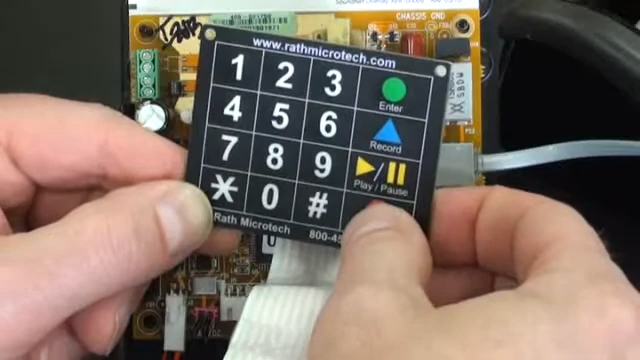 CHASSIS GND
www.rathmicrotech.com
1 2 3
Enter
4 5 6
Record
7 8 9
Play / Pause
* 0 #
Rath Microtech
800-45